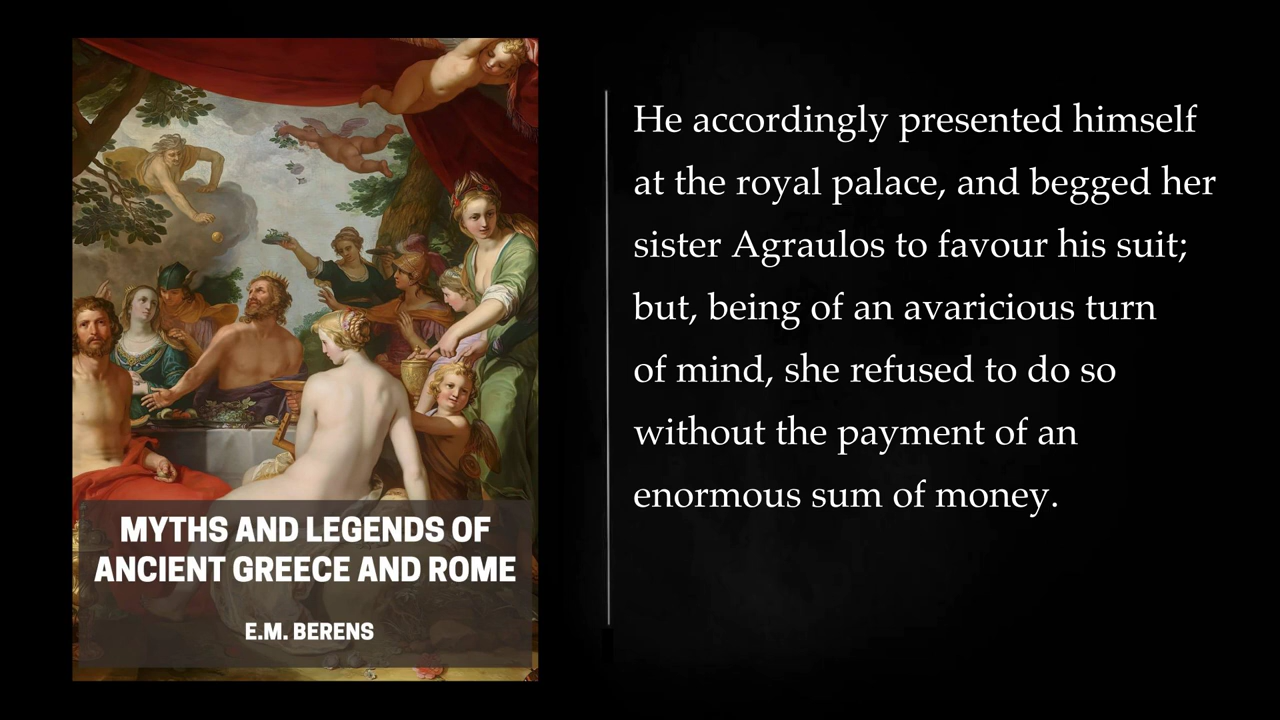 MYTHS AND LEGENDS OF
ANCIENT GREECE AND ROME
E.M. BERENS
He accordingly presented himself
at the royal palace, and begged her
sister Agraulos to favour his suit;
but, being of an avaricious turn
of mind, she refused to do so
without the payment of an
enormous sum of money.